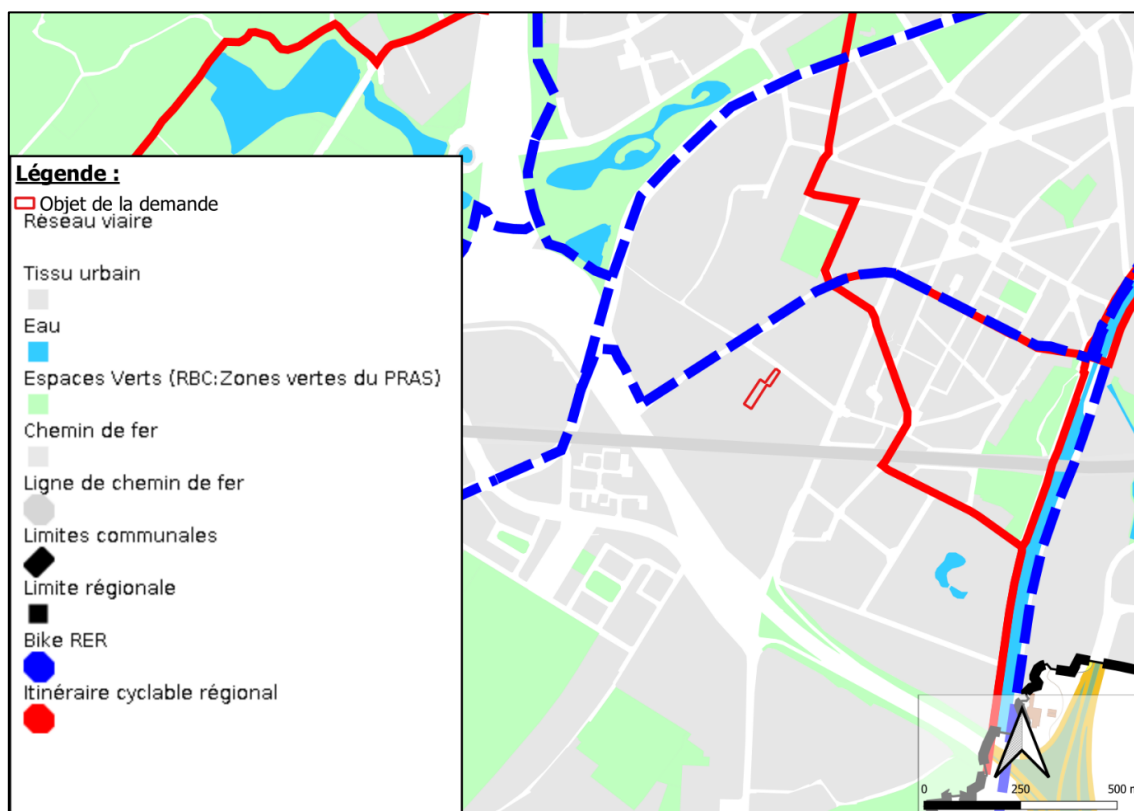 Légende :
Objet de la demande
Réseau viaire
Tissu urbain
Eau
Espaces Verts (RBC:Zones vertes du PRAS)
Chemin de fer
Ligne de chemin de fer
Limites communales
Limite régionale
Bike RER
Itinéraire cyclable régional
0 250 500 m